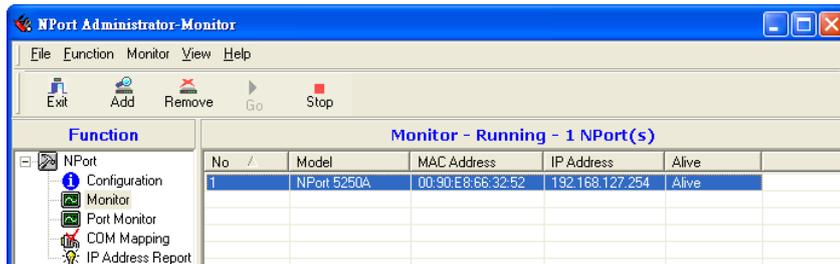 NPort Administrator-Monitor
File Function Monitor View Help
Exit Add Remove Go Stop
Function
Monitor - Running - 1 NPort(s)
NPort
Configuration
Monitor
Port Monitor
COM Mapping
IP Address Report
No Model MAC Address IP Address Alive
1 NPort 5250A 00:90:E8:66:32:52 192.168.127.254 Alive